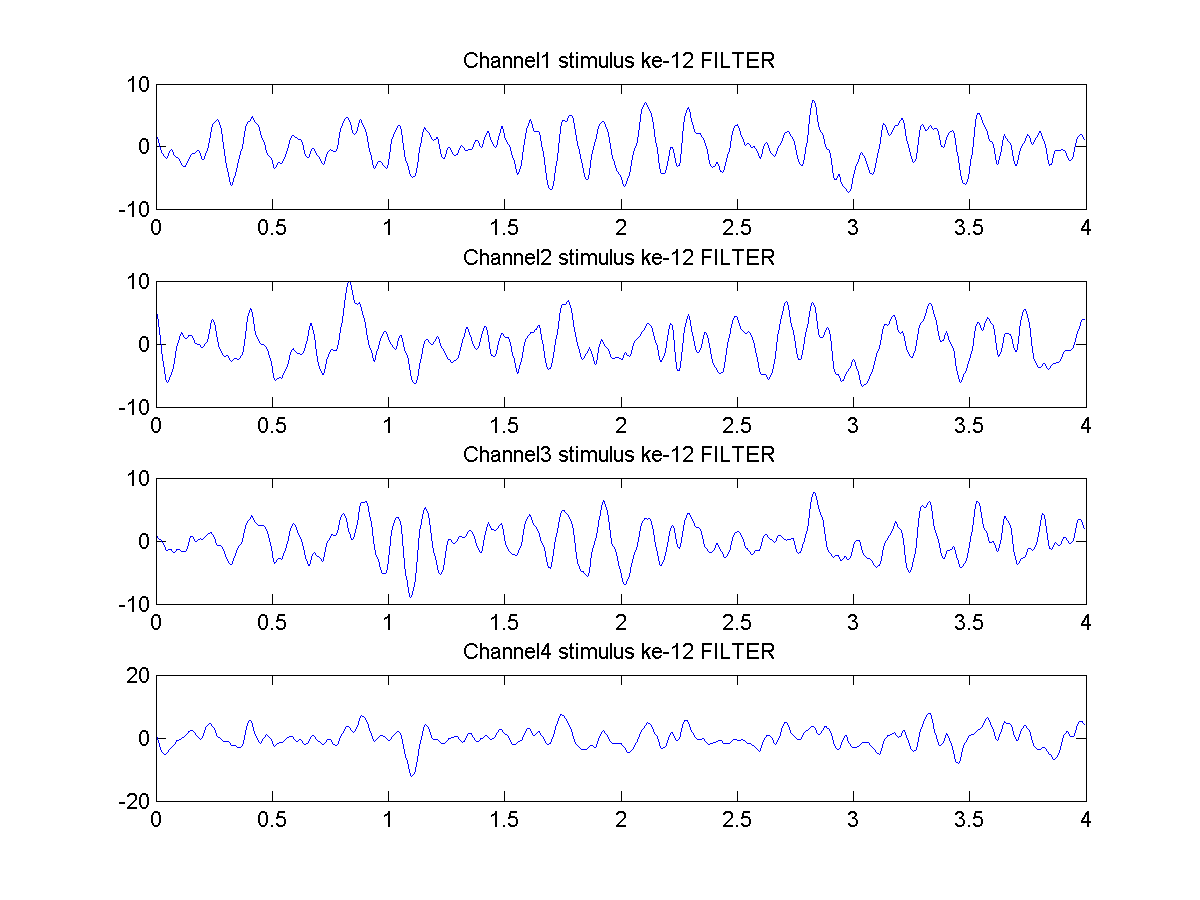 Channel1 stimulus ke-12 FILTER
10
0
-10
0 0.5 1 1.5 2 2.5 3 3.5 4
Channel2 stimulus ke-12 FILTER
10
0
-10
0 0.5 1 1.5 2 2.5 3 3.5 4
Channel3 stimulus ke-12 FILTER
10
0
-10
0 0.5 1 1.5 2 2.5 3 3.5 4
Channel4 stimulus ke-12 FILTER
20
0
-20
0 0.5 1 1.5 2 2.5 3 3.5 4